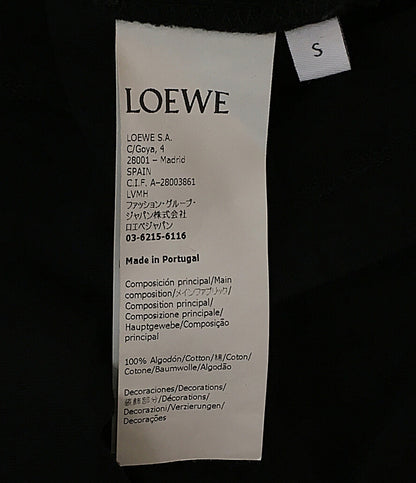 LOEWE
LOEWE S.A.
C/Goya, 4
28001 – Madrid
SPAIN
C.I.F. A–28003861
LVMH
ファッション・グループ・
ジャパン株式会社
ロエベジャパン
03-6215-6116
Made in Portugal
Composición principal/Main
composition/メインファブリック/
Composition principal/
Composizione principale/
Hauptgewebe/Composição
principal
100% Algodón/Cotton/綿/Coton/
Cotone/Baumwolle/Algodão
Decoraciones/Decorations/
装飾部分/Décorations/
Decorazioni/Verzierungen/
Decorações
S